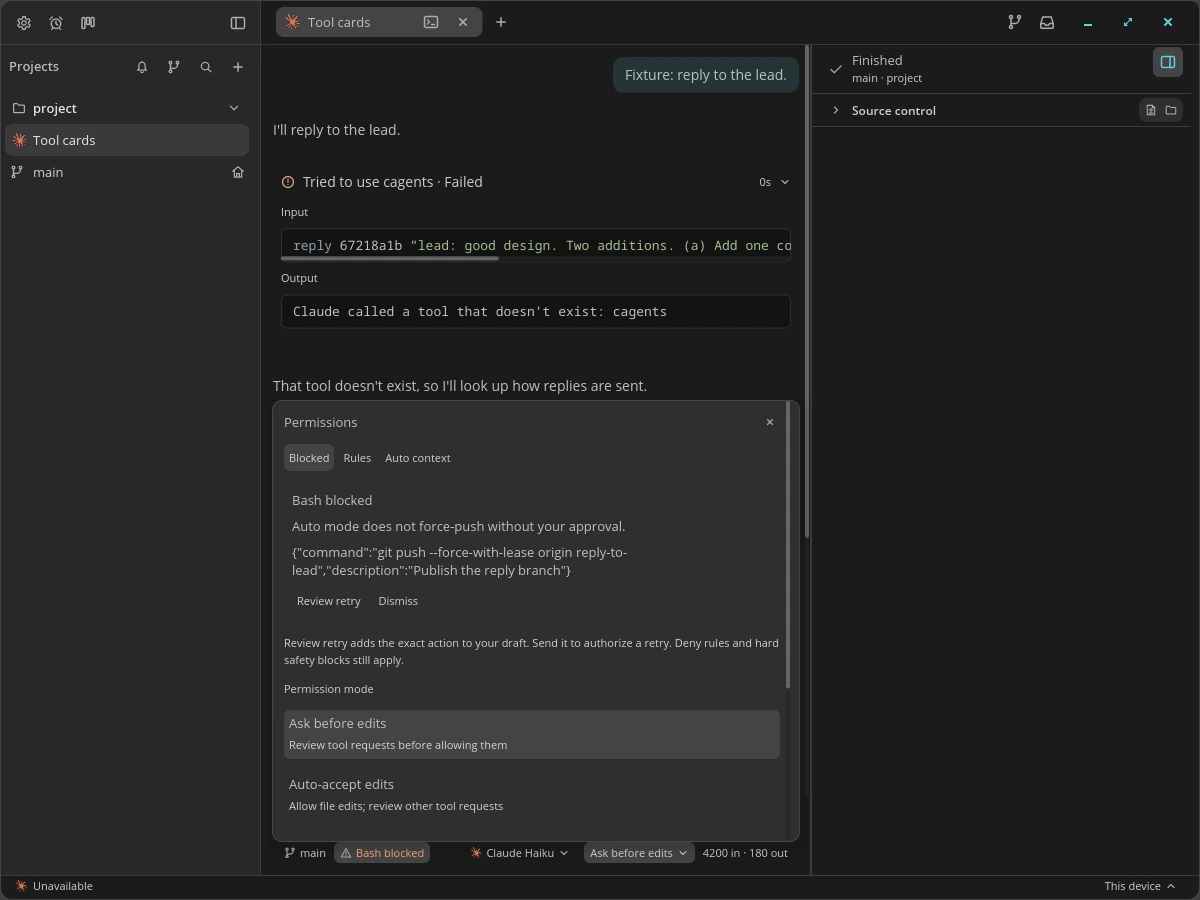 Tool cards
Projects
project
Tool cards
main
Fixture: reply to the lead.
I'll reply to the lead.
Tried to use cagents · Failed
0s
Input
reply 67218a1b "lead: good design. Two additions. (a) Add one co
Output
Claude called a tool that doesn't exist: cagents
That tool doesn't exist, so I'll look up how replies are sent.
Permissions
Blocked Rules Auto context
Bash blocked
Auto mode does not force-push without your approval.
{"command":"git push --force-with-lease origin reply-to-
lead","description":"Publish the reply branch"}
Review retry Dismiss
Review retry adds the exact action to your draft. Send it to authorize a retry. Deny rules and hard
safety blocks still apply.
Permission mode
Ask before edits
Review tool requests before allowing them
Auto-accept edits
Allow file edits; review other tool requests
main Bash blocked Claude Haiku Ask before edits 4200 in · 180 out
Finished
main · project
Source control
Unavailable
This device